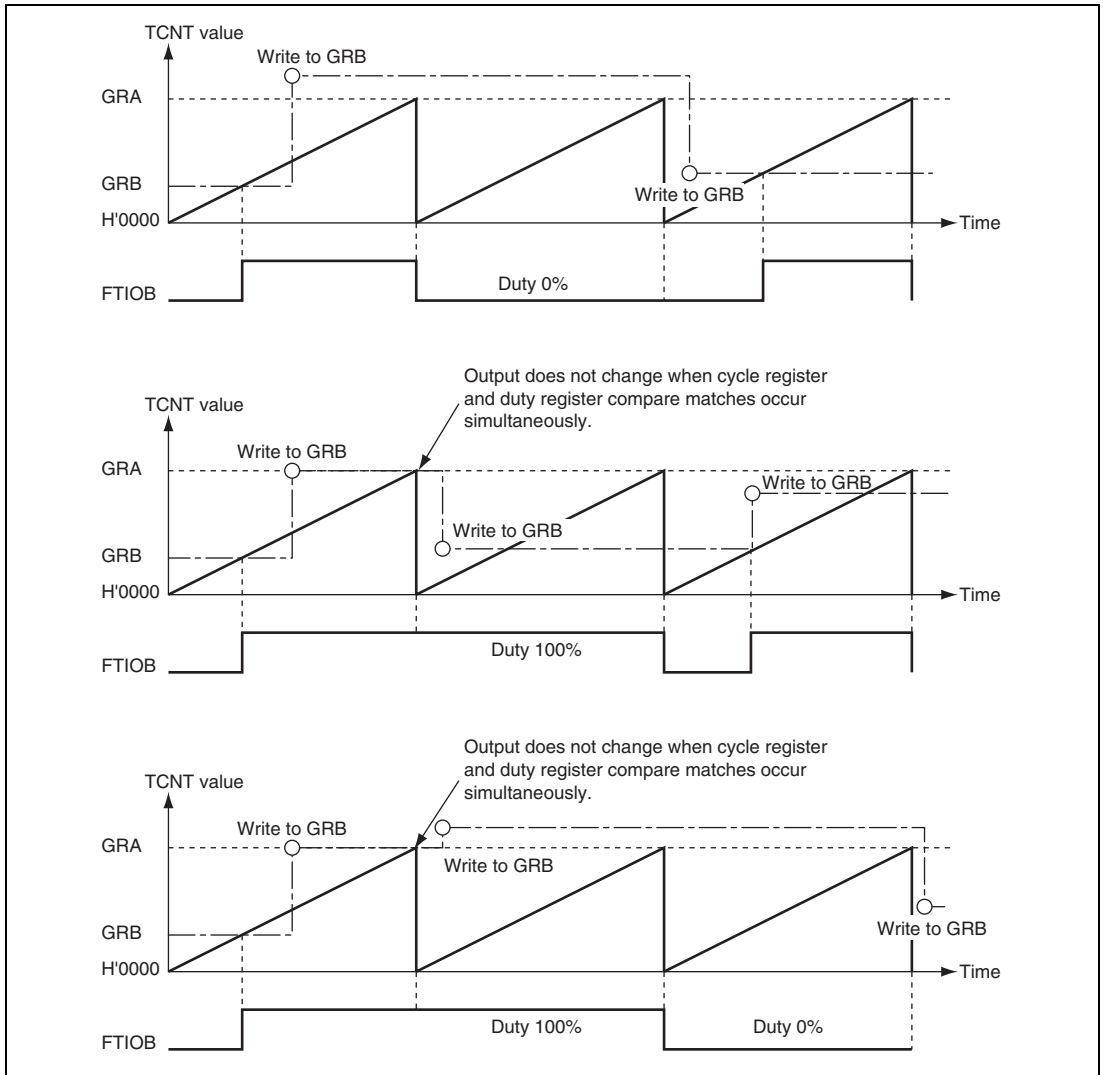 TCNT value
Write to GRB
GRA
GRB
Write to GRB
H'0000
Time
Duty 0%
FTIOB
Output does not change when cycle register
and duty register compare matches occur
simultaneously.
TCNT value
Write to GRB
GRA
Write to GRB
Write to GRB
GRB
H'0000
Time
Duty 100%
FTIOB
Output does not change when cycle register
and duty register compare matches occur
simultaneously.
TCNT value
Write to GRB
GRA
Write to GRB
GRB
Write to GRB
H'0000
Time
Duty 100%
Duty 0%
FTIOB